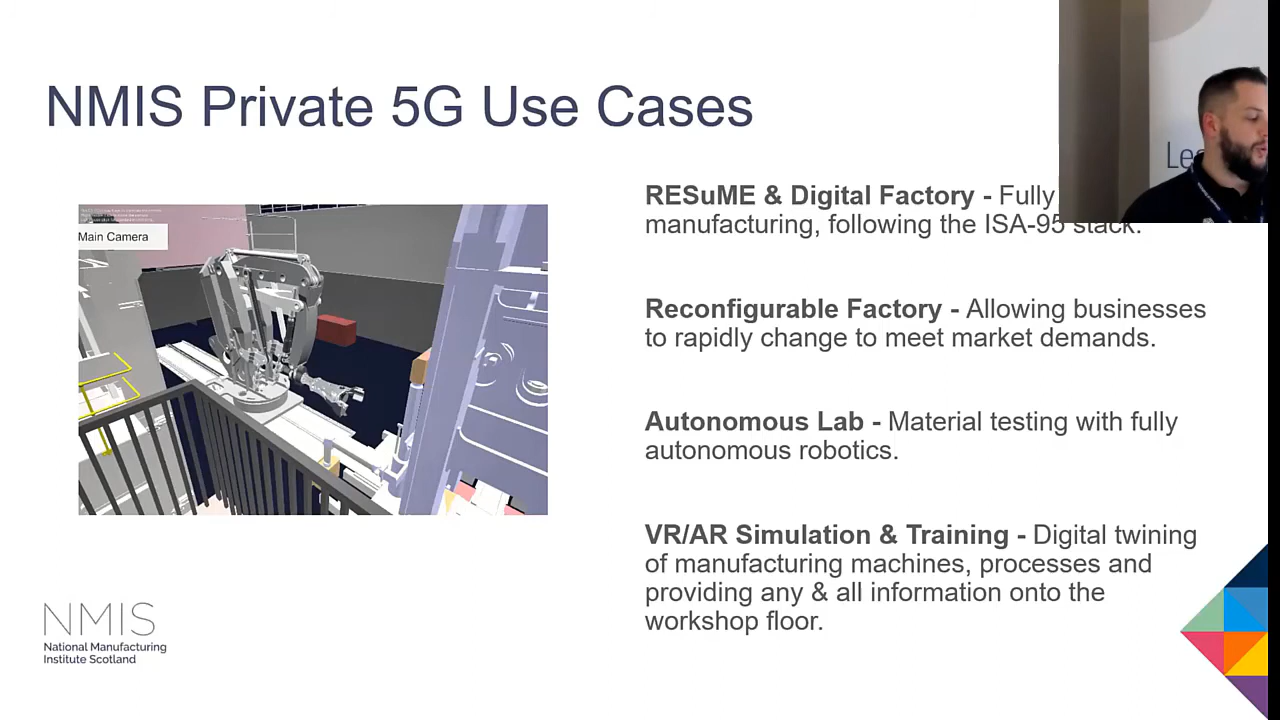 NMIS Private 5G Use Cases
Main Camera
RESuME & Digital Factory - Fully
manufacturing, following the ISA-95 stack.
Reconfigurable Factory - Allowing businesses
to rapidly change to meet market demands.
Autonomous Lab - Material testing with fully
autonomous robotics.
VR/AR Simulation & Training - Digital twining
of manufacturing machines, processes and
providing any & all information onto the
workshop floor.
NMIS
National Manufacturing
Institute Scotland